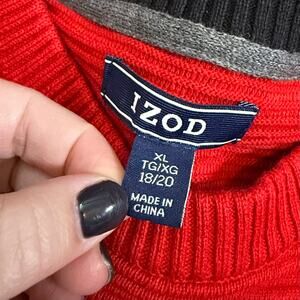 IZOD
XL
TG/XG
18/20
MADE IN
CHINA